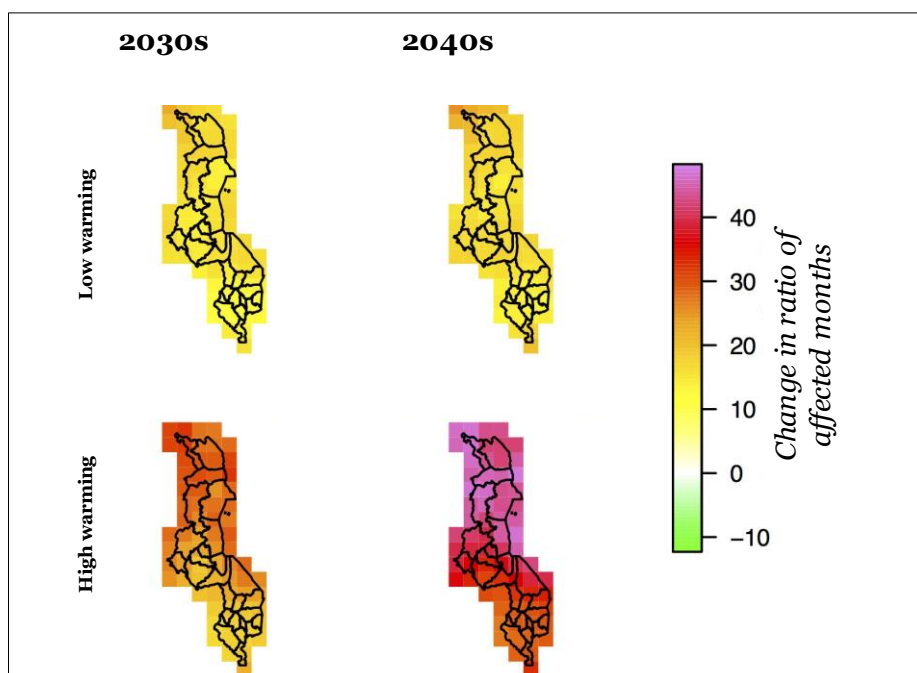 2030s
2040s
Low warming
High warming
40
30
20
10
0
−10
Change in ratio of
affected months